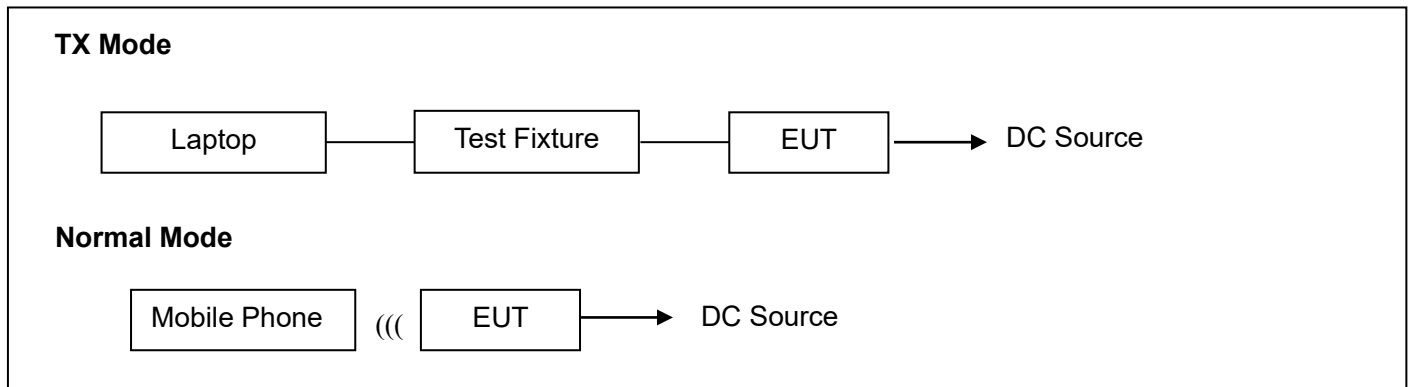 TX Mode
Laptop Test Fixture EUT DC Source
Normal Mode
Mobile Phone ((( EUT DC Source